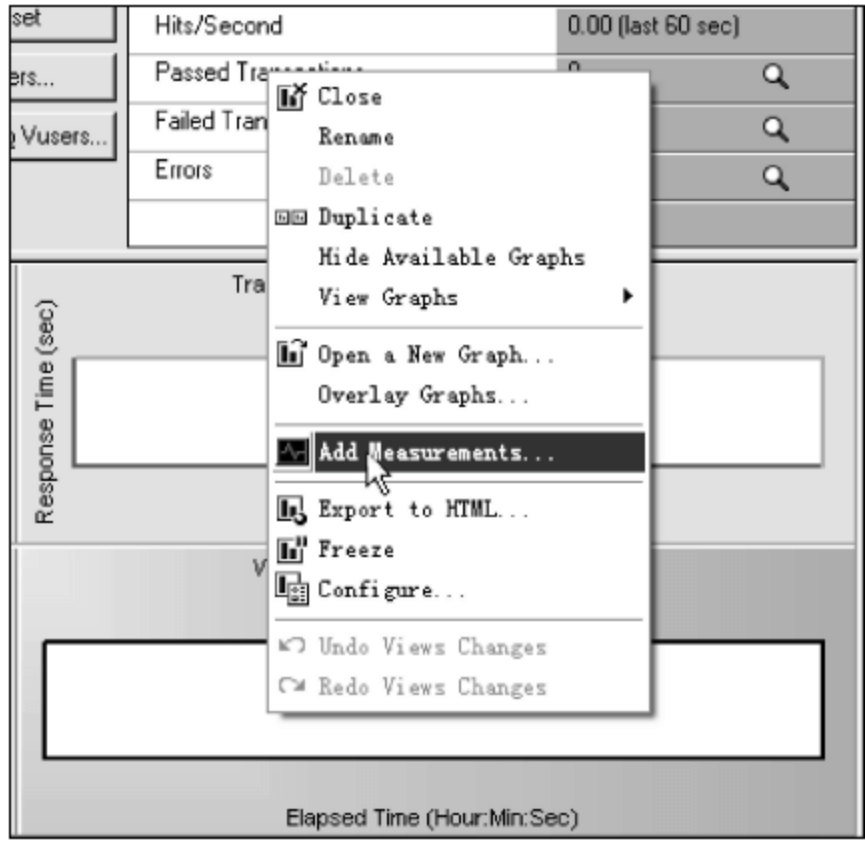 set
Hits/Second 0.00 (last 60 sec)
ers...
Passed Transactions 0
Failed Tran
Vusers...
Errors
Close
Rename
Delete
Duplicate
Hide Available Graphs
View Graphs
Open a New Graph...
Overlay Graphs...
Add Measurements...
Export to HTML...
Freeze
Configure...
Undo Views Changes
Redo Views Changes
Tra
Response Time (sec)
V
Elapsed Time (Hour:Min:Sec)